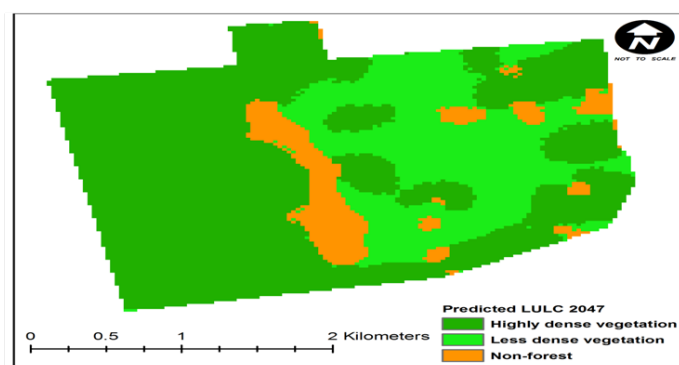 N
NOT TO SCALE
Predicted LULC 2047
Highly dense vegetation
Less dense vegetation
Non-forest
0 0.5 1 2 Kilometers